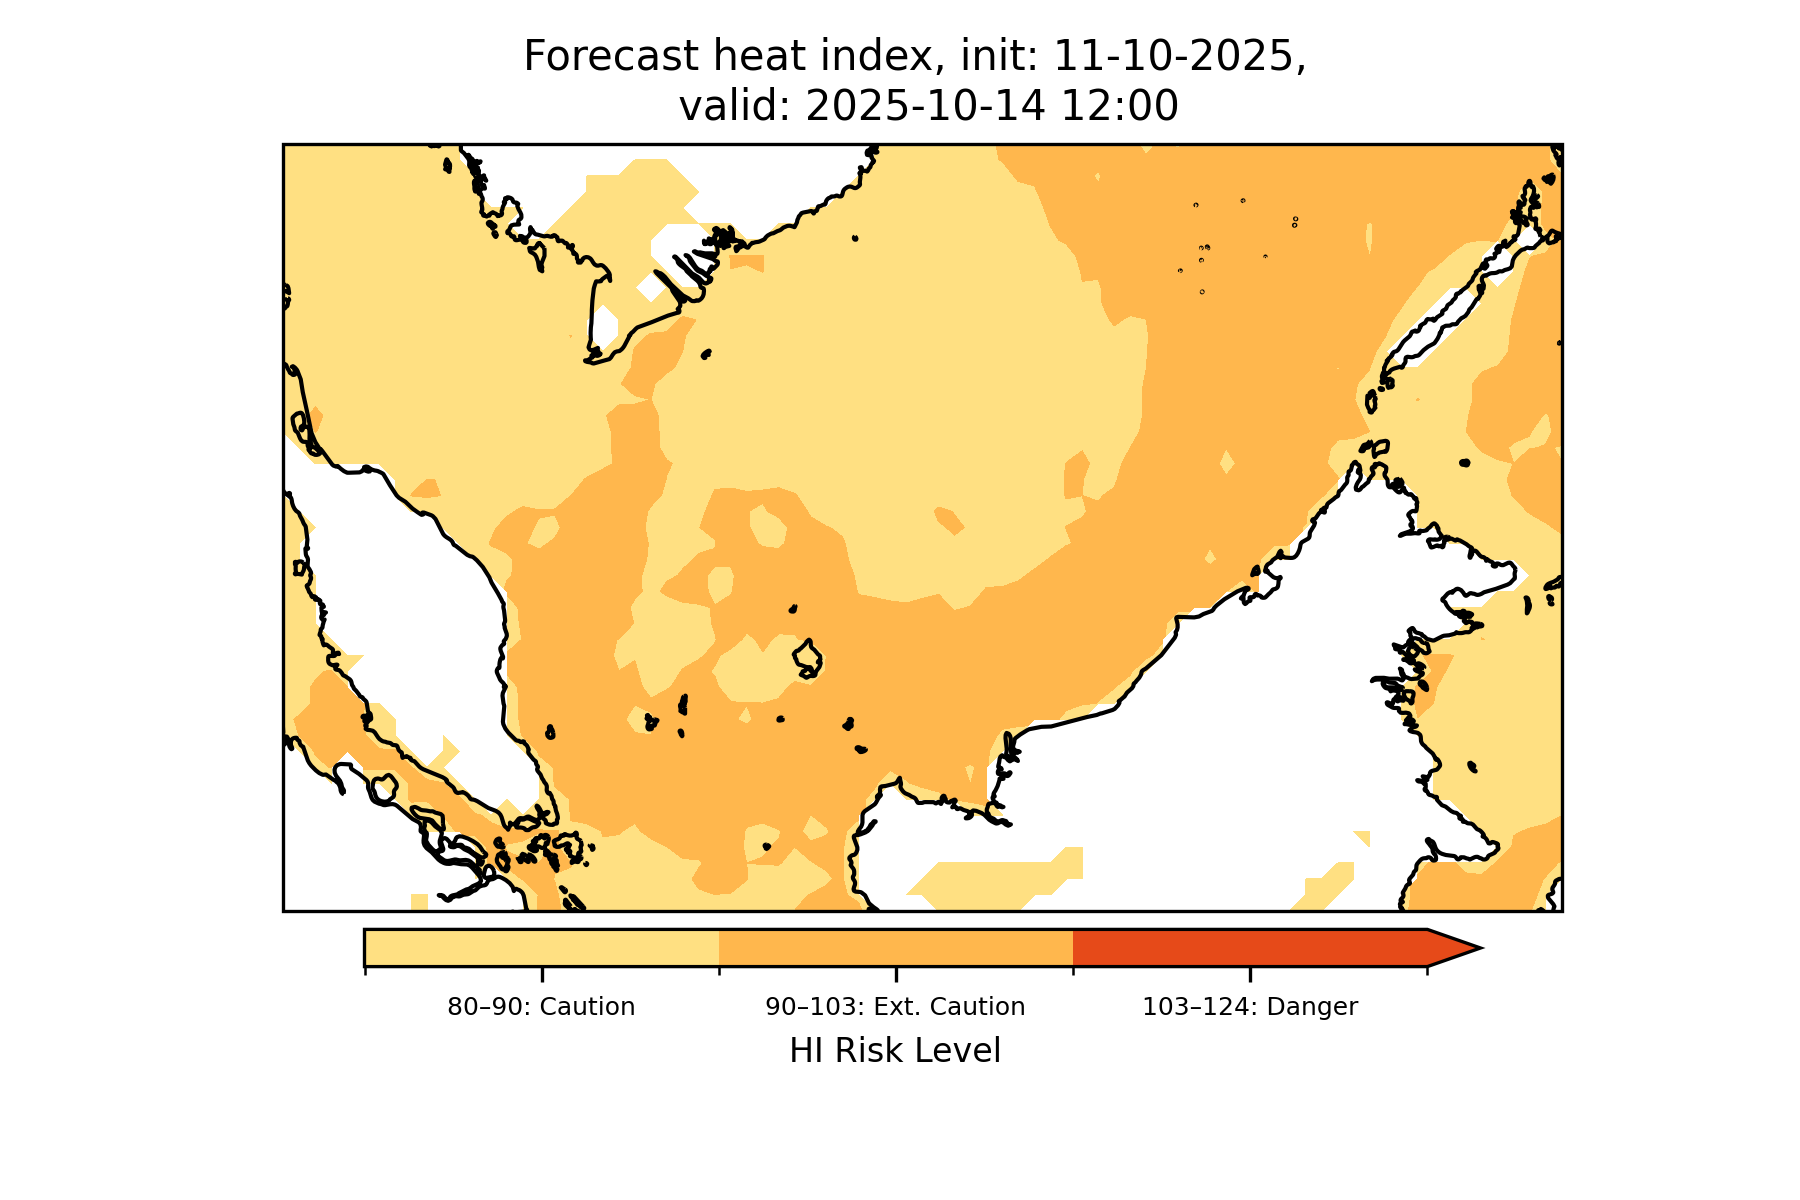 Forecast heat index, init: 11-10-2025,
valid: 2025-10-14 12:00
80–90: Caution
90–103: Ext. Caution
103–124: Danger
HI Risk Level